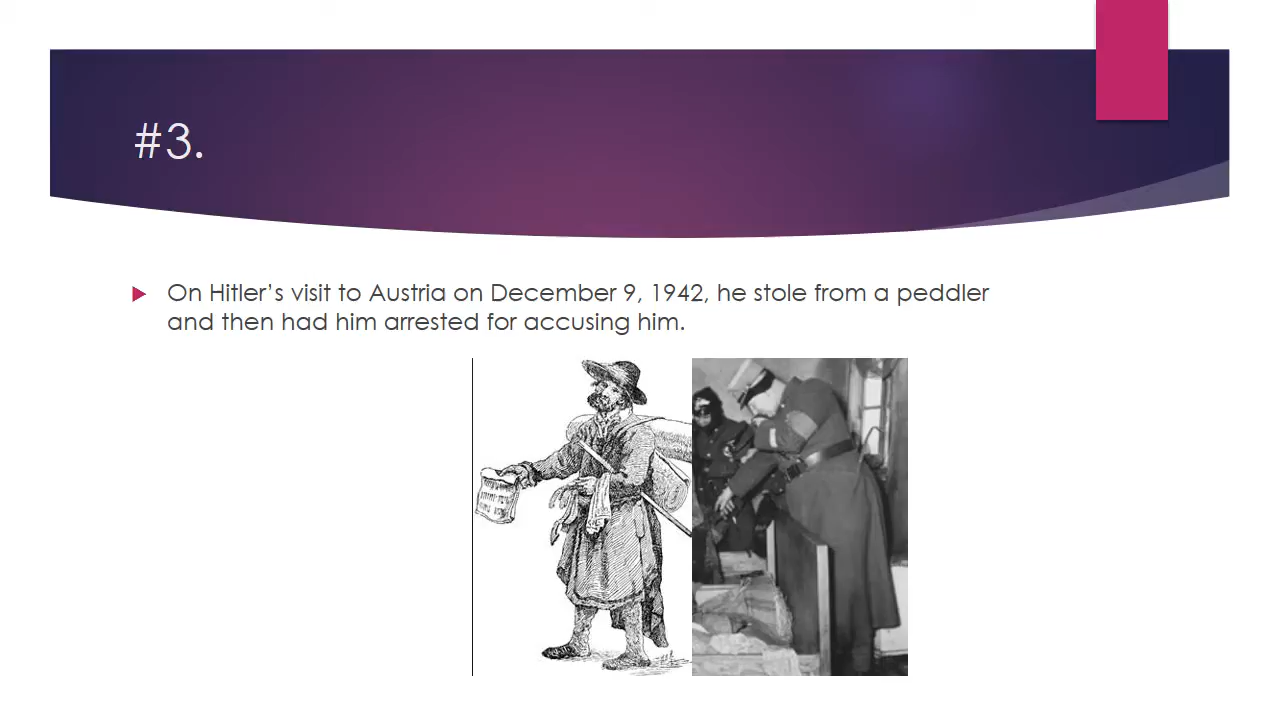 #3.
On Hitler's visit to Austria on December 9, 1942, he stole from a peddler
and then had him arrested for accusing him.